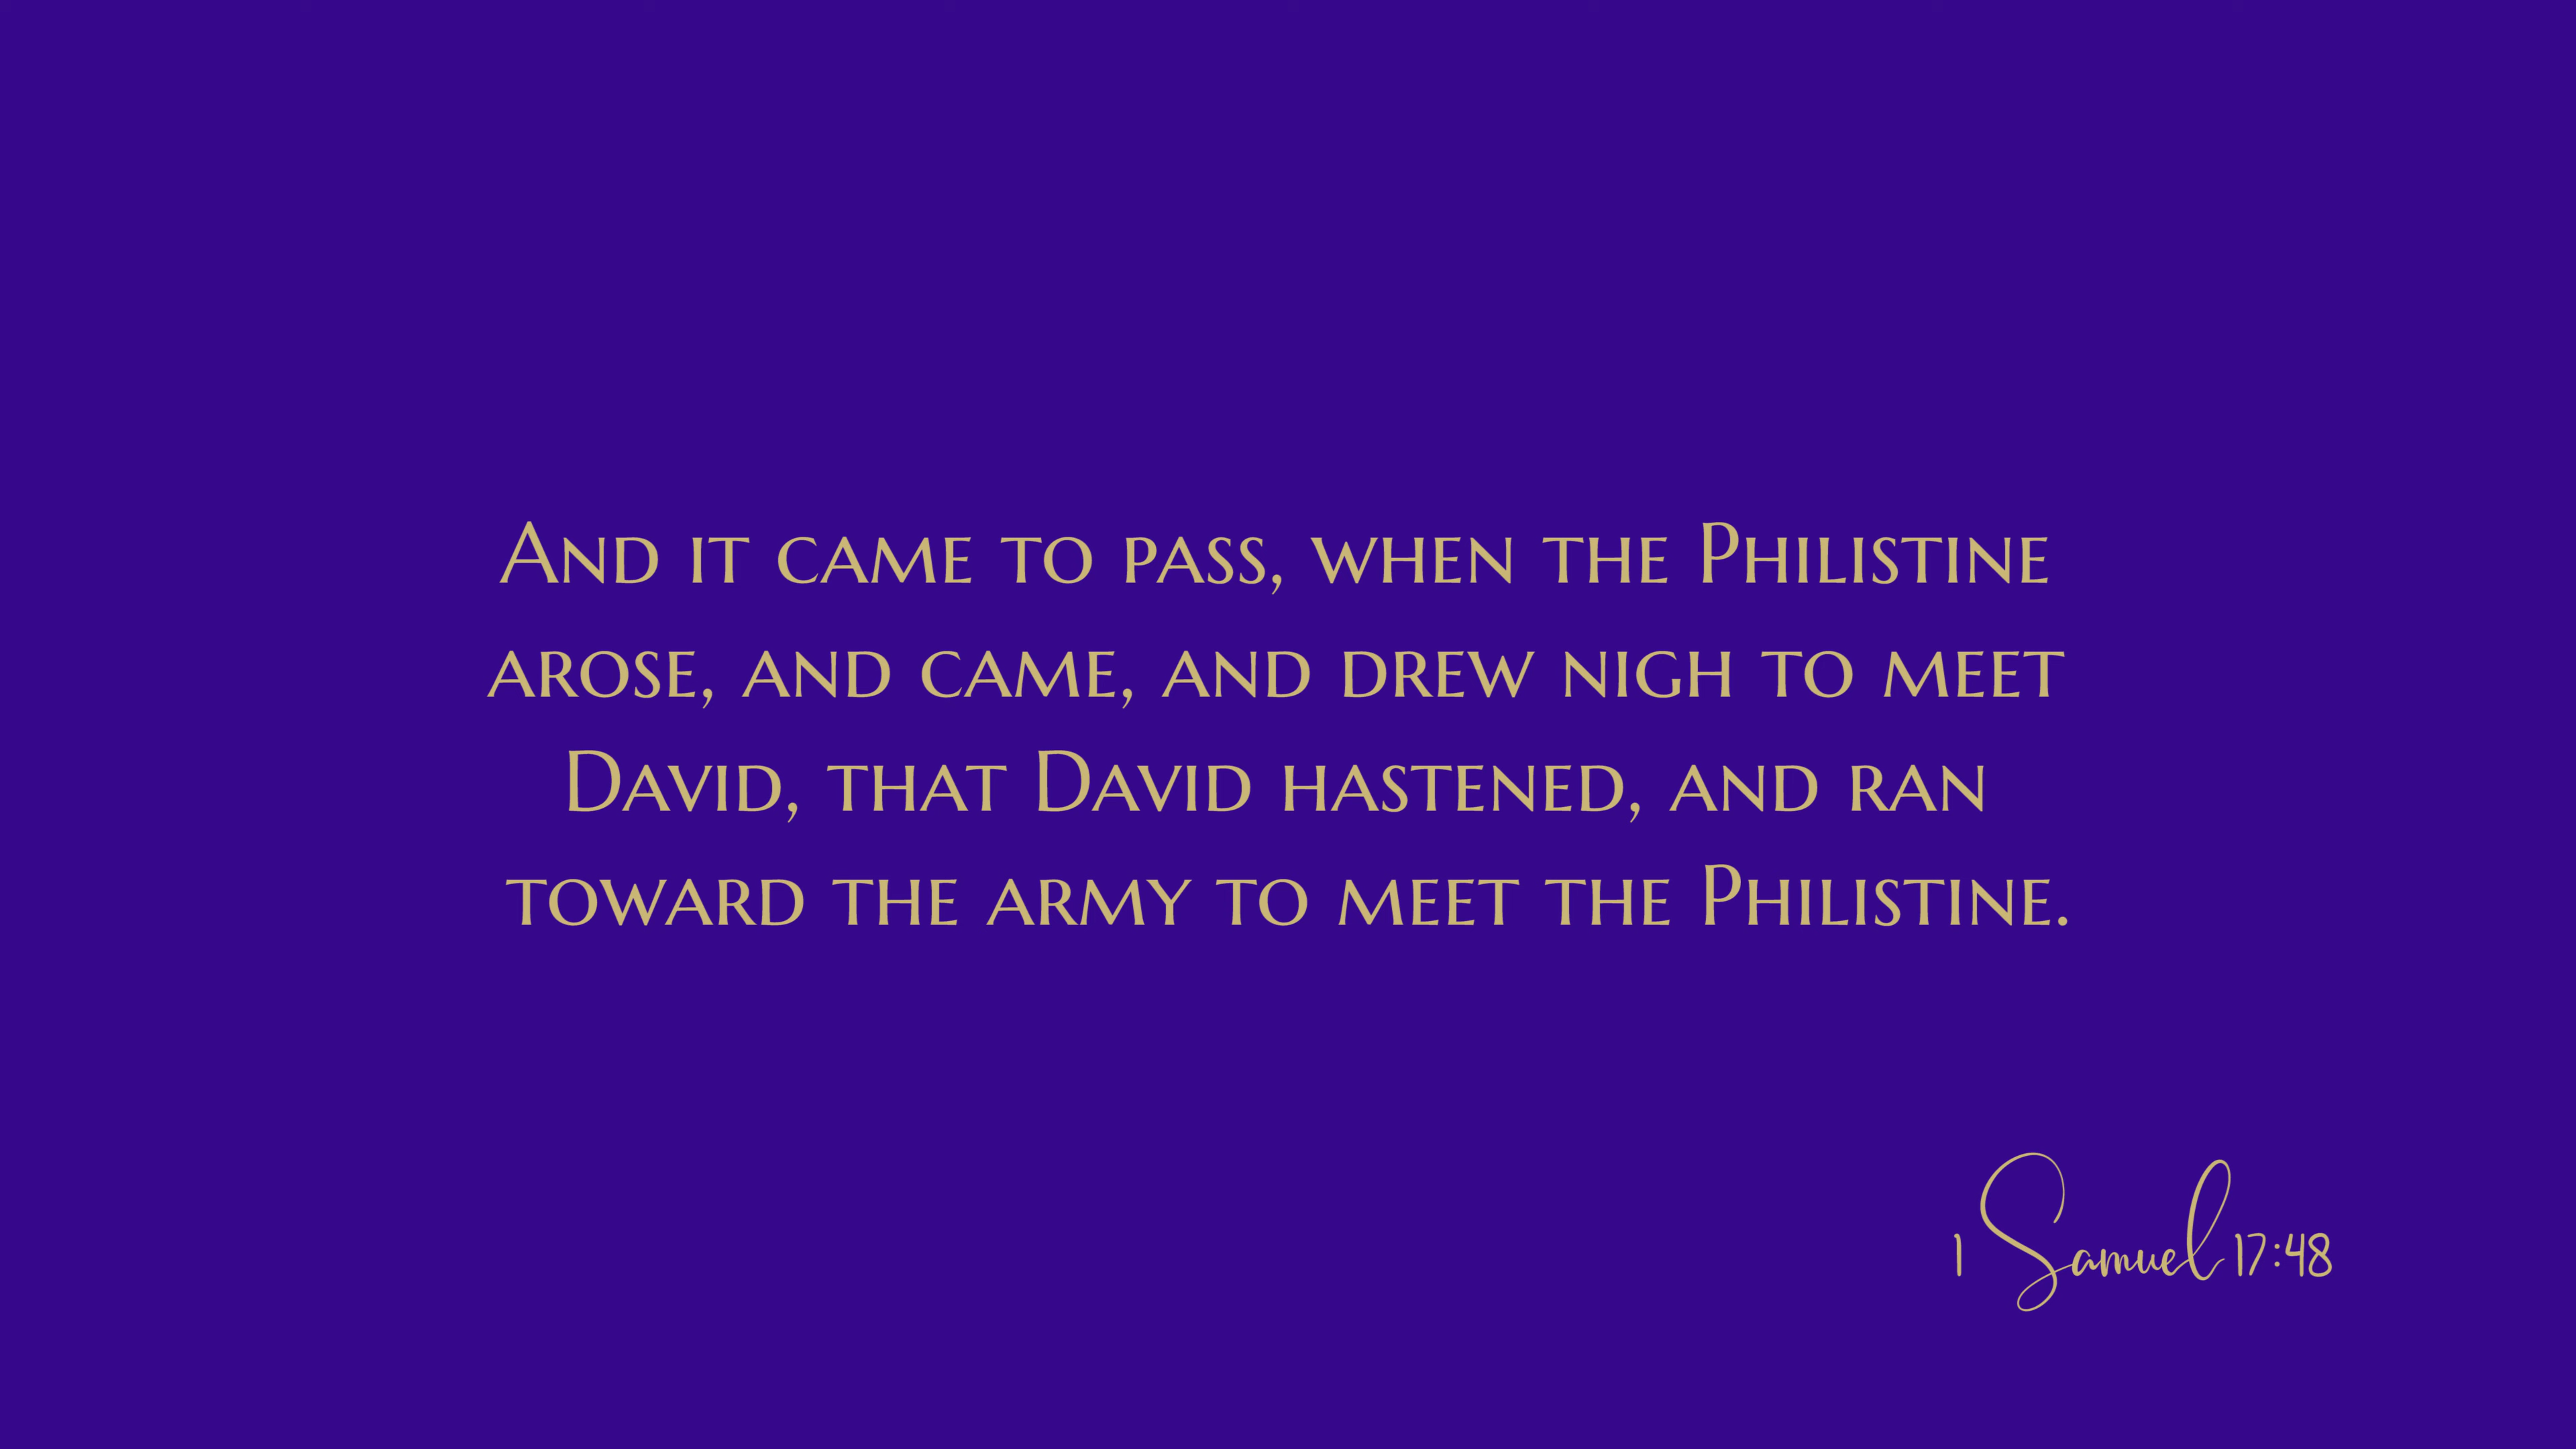 And it came to pass, when the Philistine
arose, and came, and drew nigh to meet
David, that David hastened, and ran
toward the army to meet the Philistine.
1 Samuel 17:48